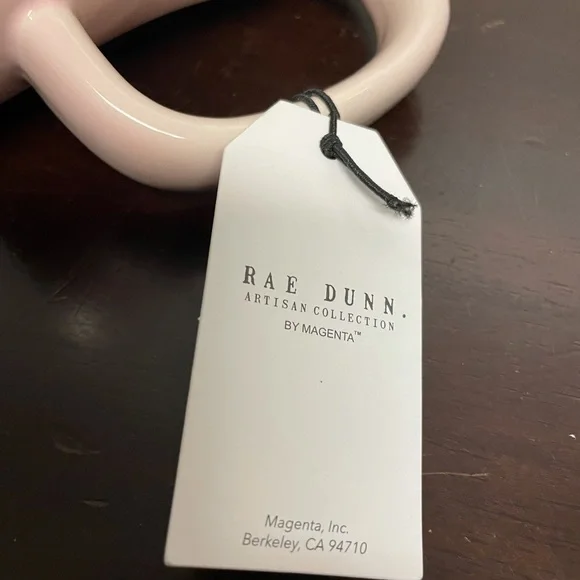 RAE DUNN.
ARTISAN COLLECTION
BY MAGENTA™
Magenta, Inc.
Berkeley, CA 94710